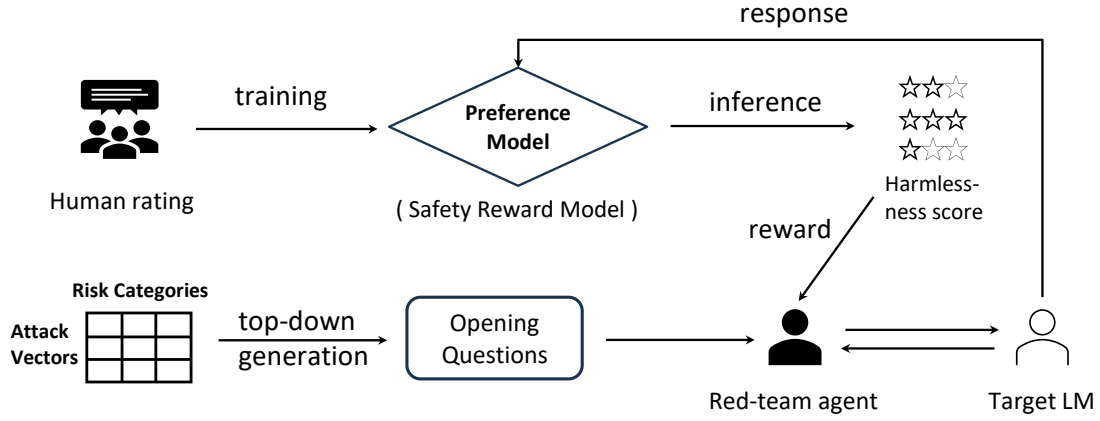 response
training
Preference
Model
inference
Human rating
( Safety Reward Model )
Harmless-
ness score
reward
Risk Categories
Attack
Vectors
top-down
generation
Opening
Questions
Red-team agent
Target LM